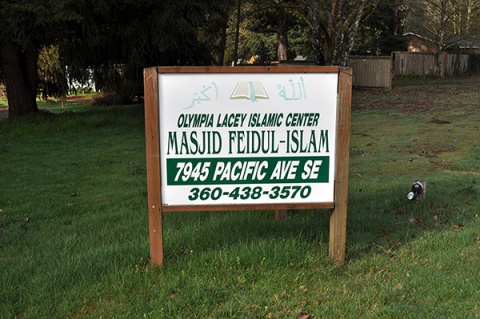 الله أكبر
OLYMPIA LACEY ISLAMIC CENTER
MASJID FEIDUL-ISLAM
7945 PACIFIC AVE SE
360-438-3570